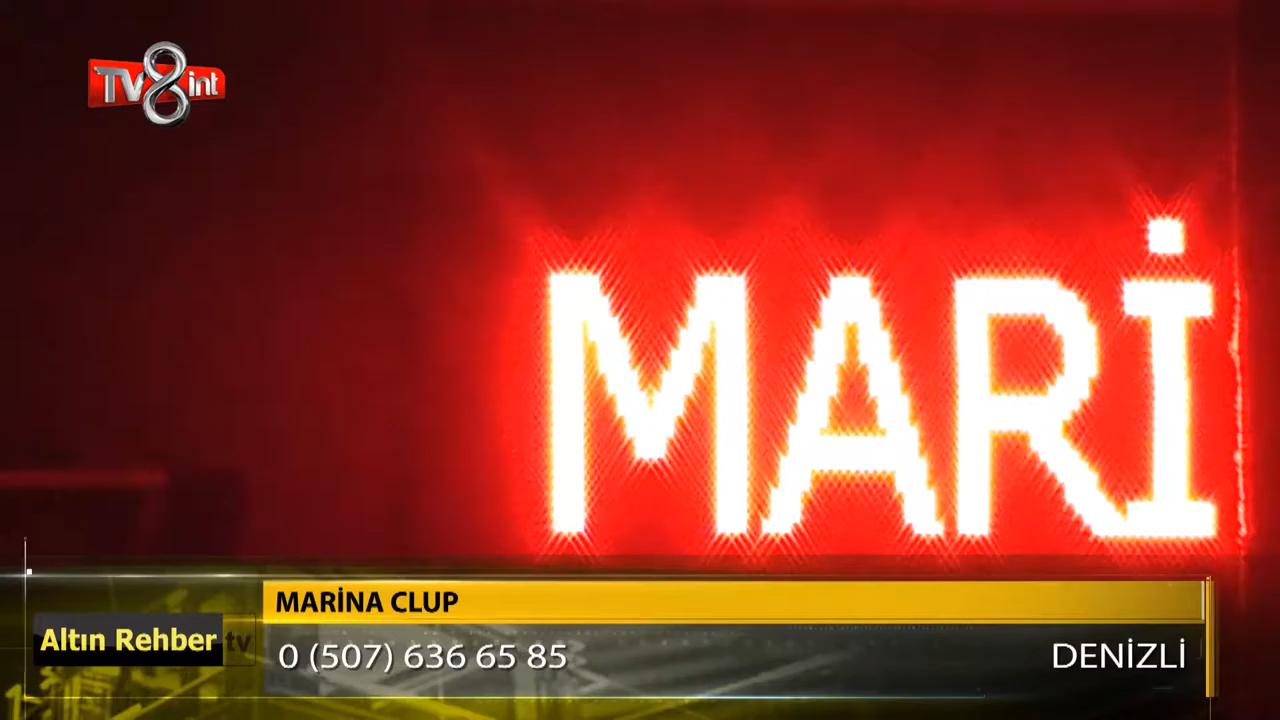 TV8int
MARİ
MARİNA CLUP
Altın Rehber tv
0 (507) 636 65 85
DENİZLİ